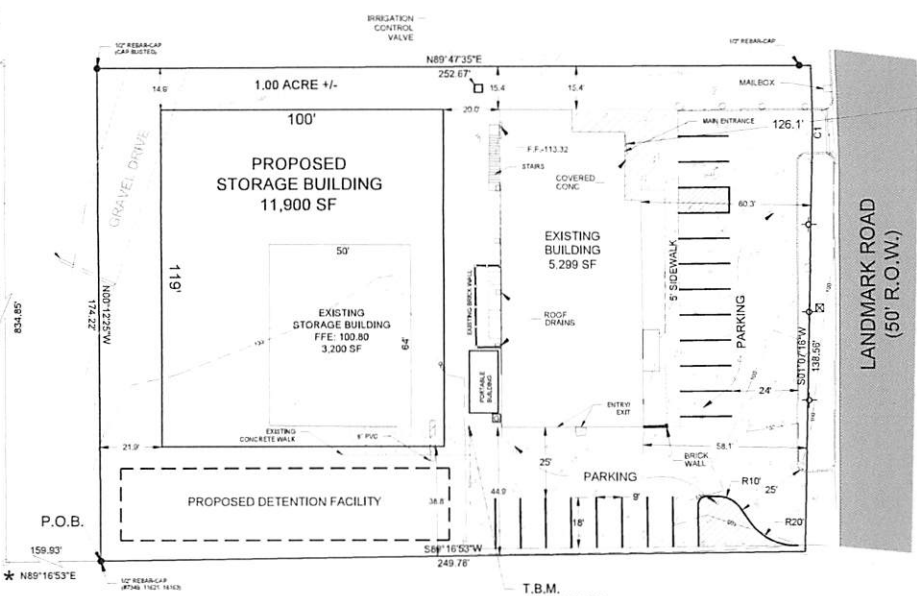 IRRIGATION
CONTROL
VALVE
1/2" REBAR-CAP
(CAP BUSTED)
1/2" REBAR-CAP
N89°47'35"E
252.67'
1.00 ACRE +/-
15.4'
15.4'
14.9'
MAILBOX
100'
20.0'
MAIN ENTRANCE
126.1'
C1
F.F.-113.32
STAIRS
PROPOSED
STORAGE BUILDING
11,900 SF
COVERED
CONC
GRAVEL DRIVE
60.3'
EXISTING
BUILDING
5,299 SF
50'
119'
5' SIDEWALK
LANDMARK ROAD
(50' R.O.W.)
EXISTING BRICK WALL
N00°12'25"W
174.22'
834.85'
EXISTING
STORAGE BUILDING
FFE: 100.80
3,200 SF
64'
ROOF
DRAINS
PARKING
S01°07'16"W
138.56'
PORTABLE
BUILDING
24'
ENTRY/
EXIT
EXISTING
CONCRETE WALK
6" PVC
21.9'
58.1'
BRICK
WALL
25'
PARKING
R10'
25'
44.9'
9'
PROPOSED DETENTION FACILITY
38.8
18'
R20'
P.O.B.
159.93'
S89°16'53"W
249.78'
* N89°16'53"E
1/2" REBAR-CAP
T.B.M.